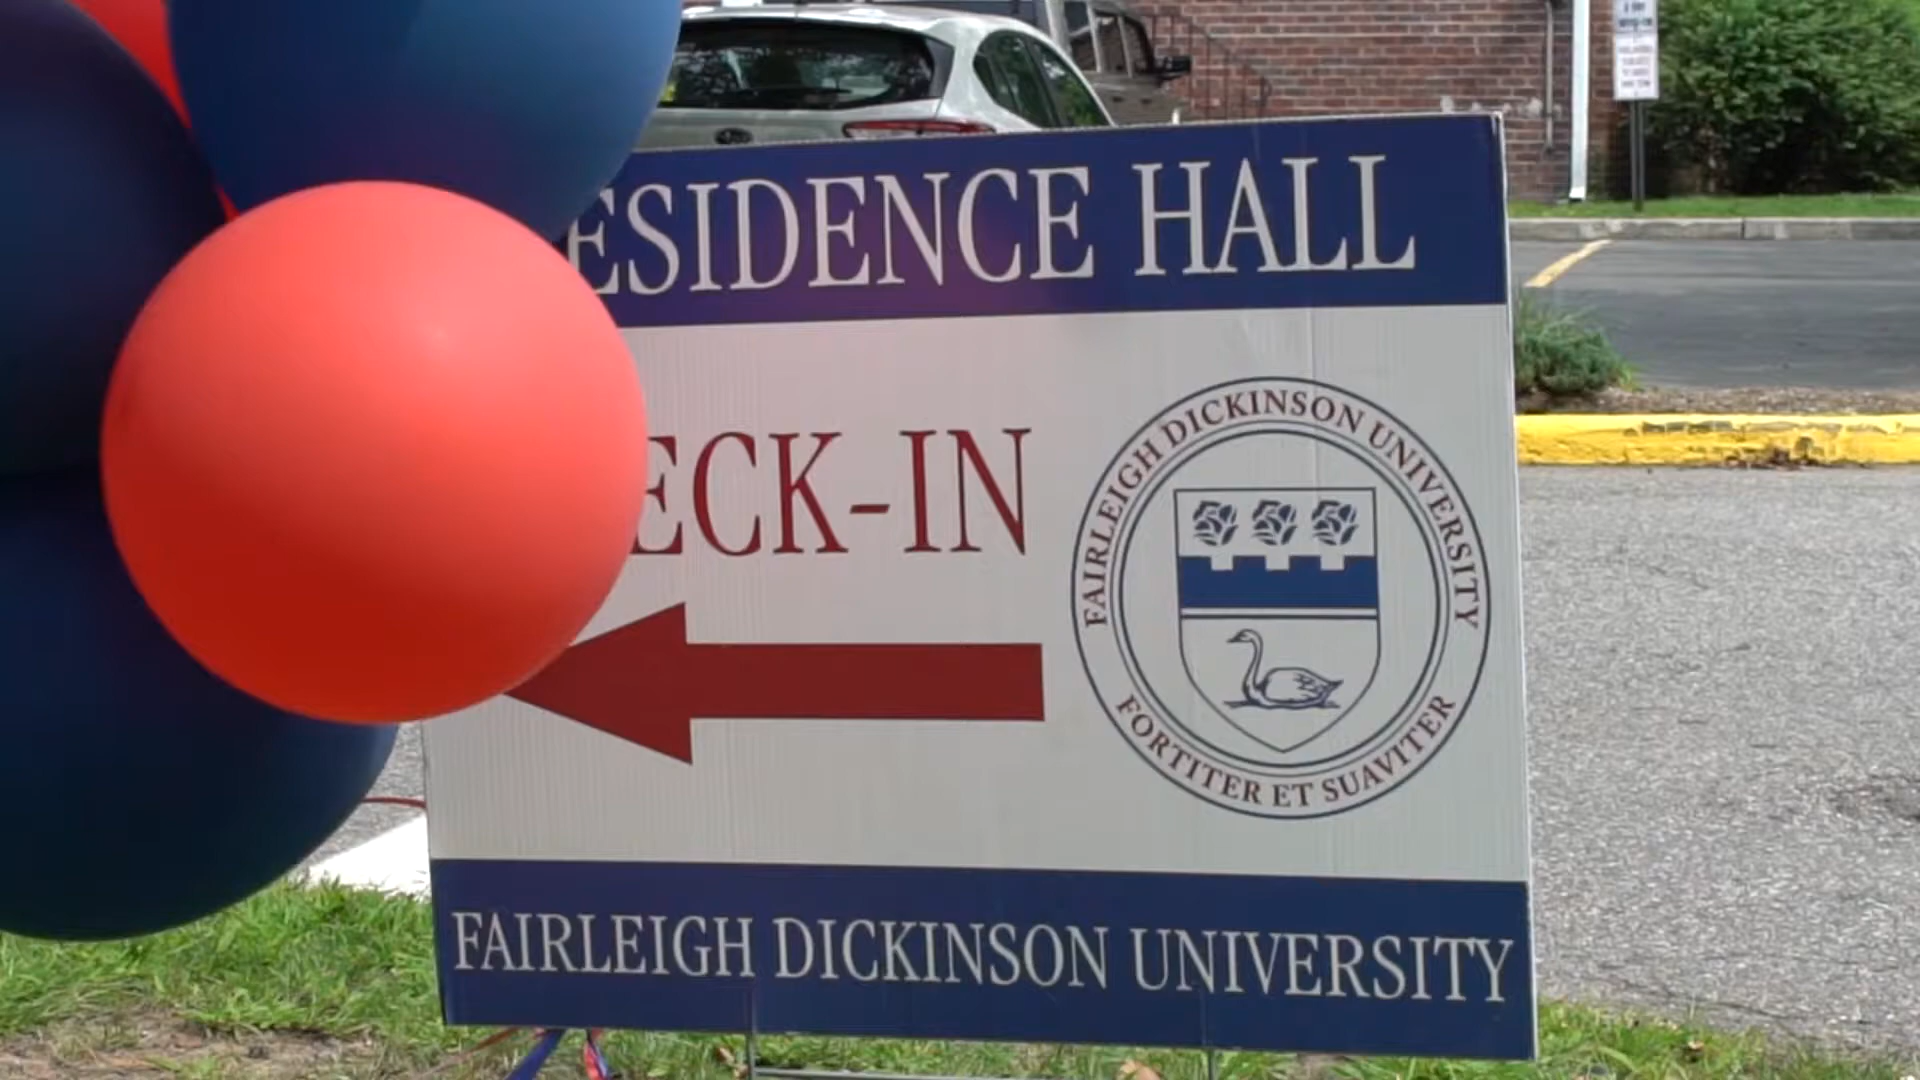 ESIDENCE HALL
ECK-IN
FAIRLEIGH DICKINSON UNIVERSITY
FORTITER ET SUAVITER
FAIRLEIGH DICKINSON UNIVERSITY